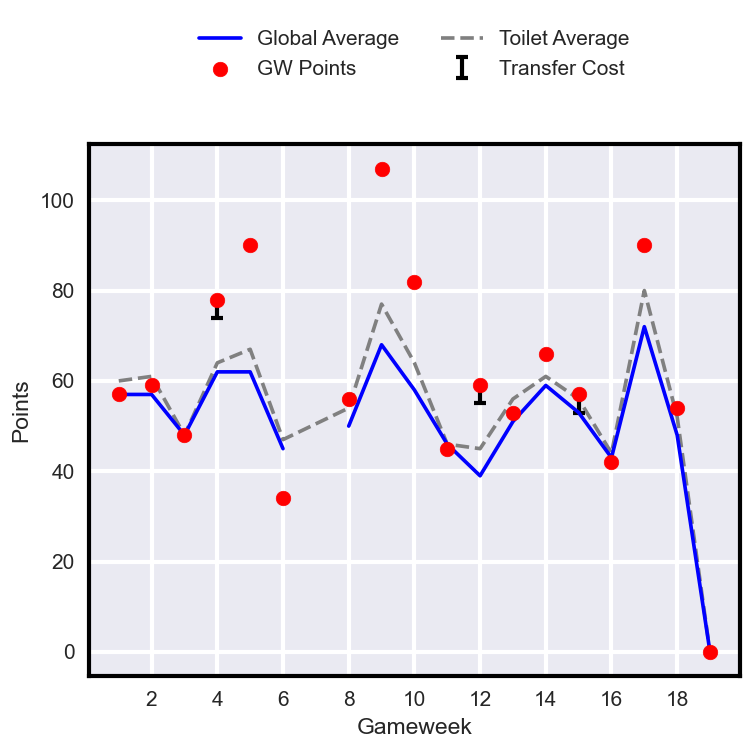 Global Average
Toilet Average
GW Points
Transfer Cost
100
80
60
40
20
0
Points
2 4 6 8 10 12 14 16 18
Gameweek